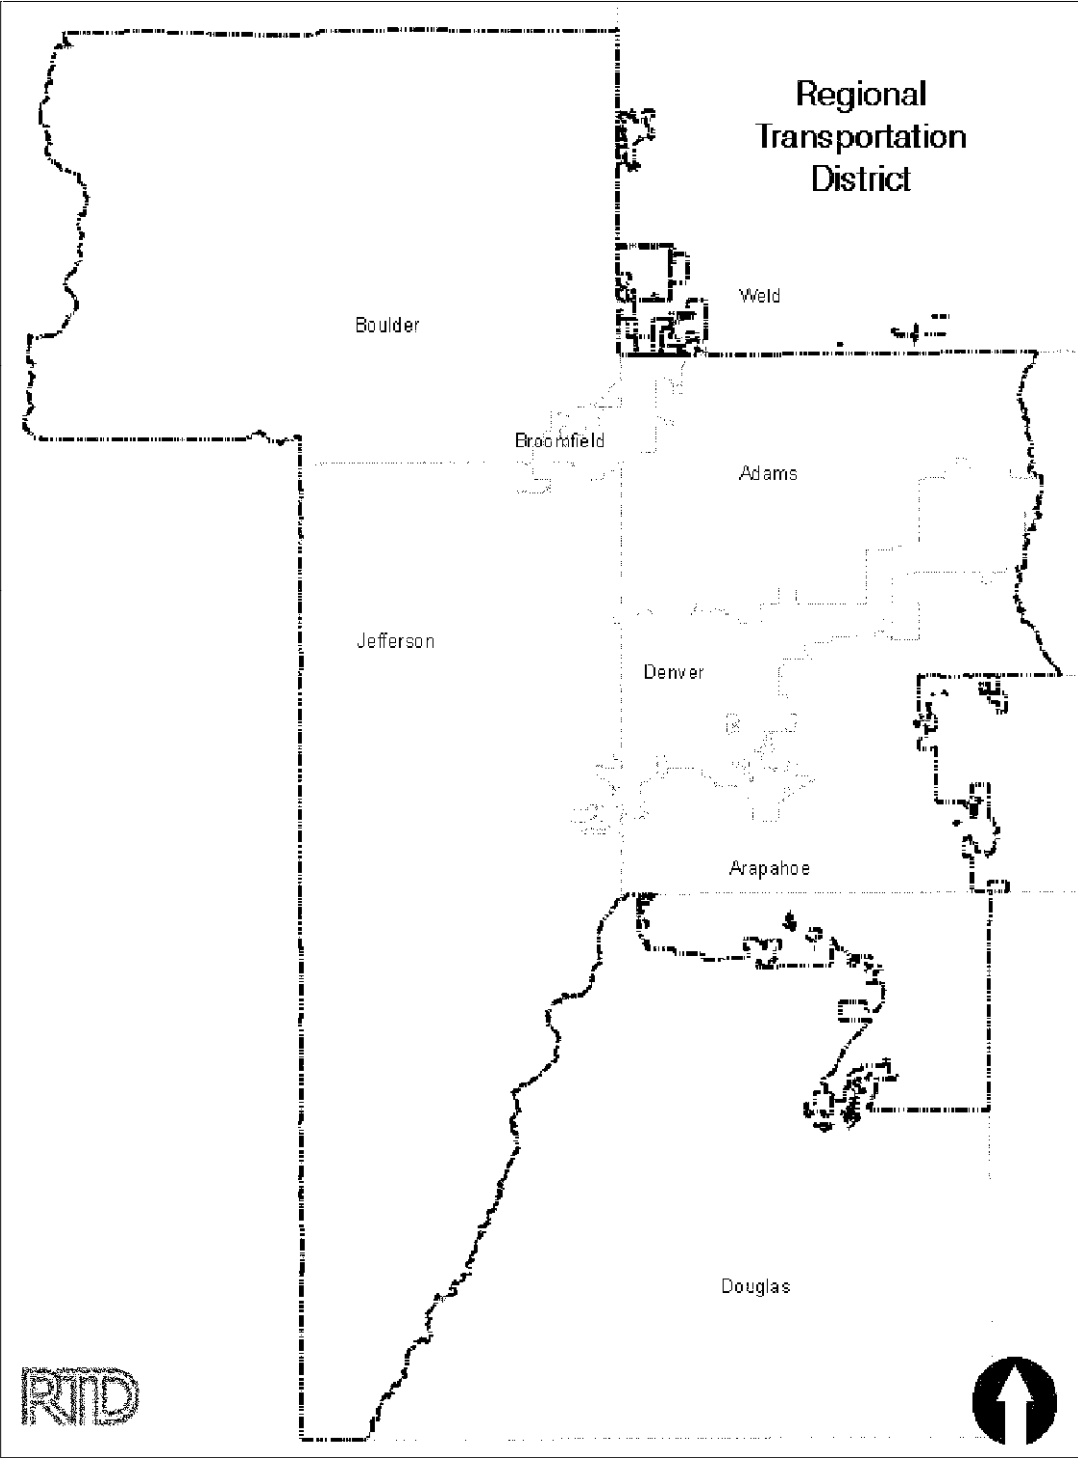 Regional
Transportation
District
Weld
Boulder
Broomfield
Adams
Jefferson
Denver
Arapahoe
Douglas
RTD